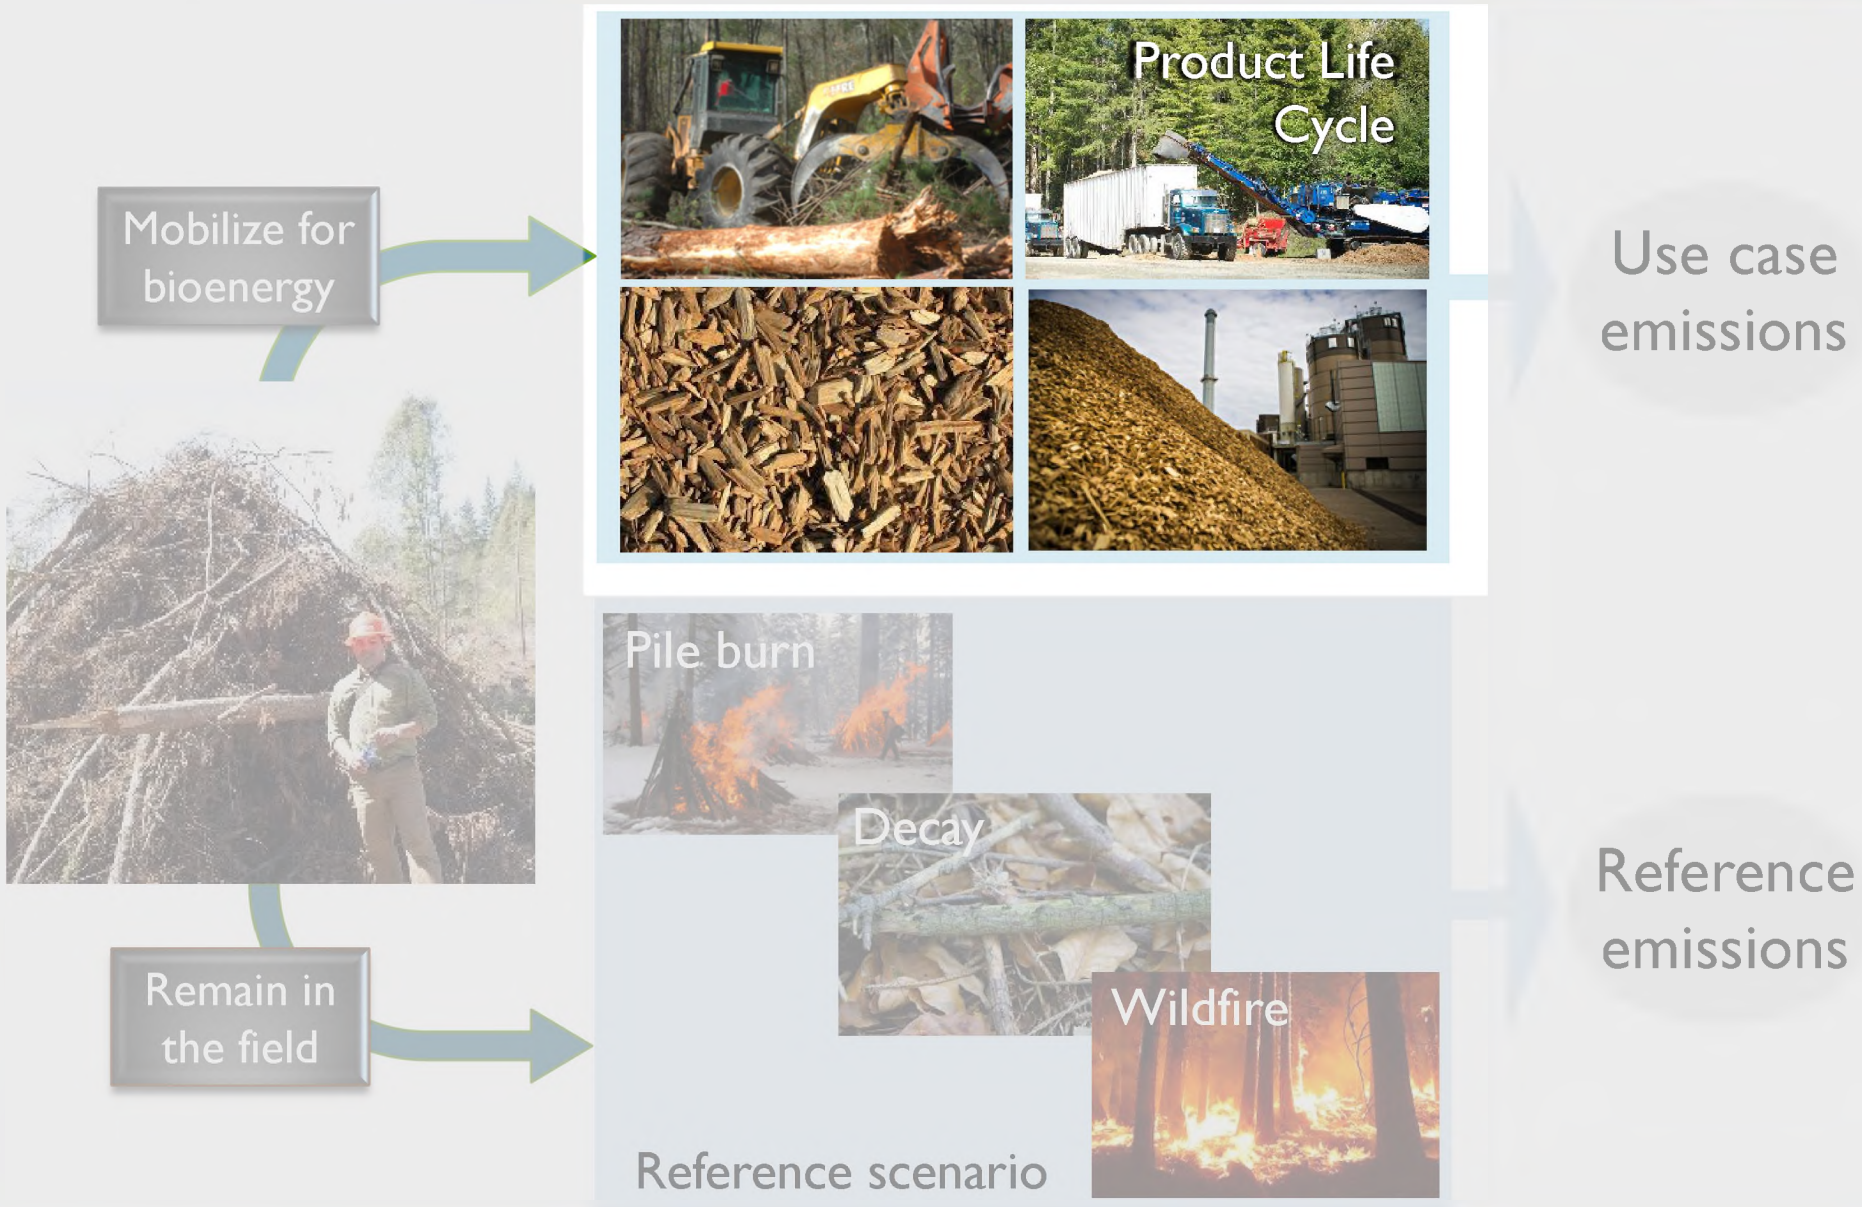 Product Life
Cycle
Mobilize for
bioenergy
Use case
emissions
Pile burn
Decay
Wildfire
Remain in
the field
Reference
emissions
Reference scenario